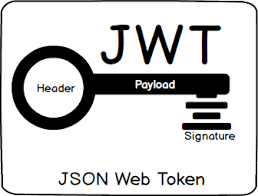 JWT
Header
Payload
Signature
JSON Web Token